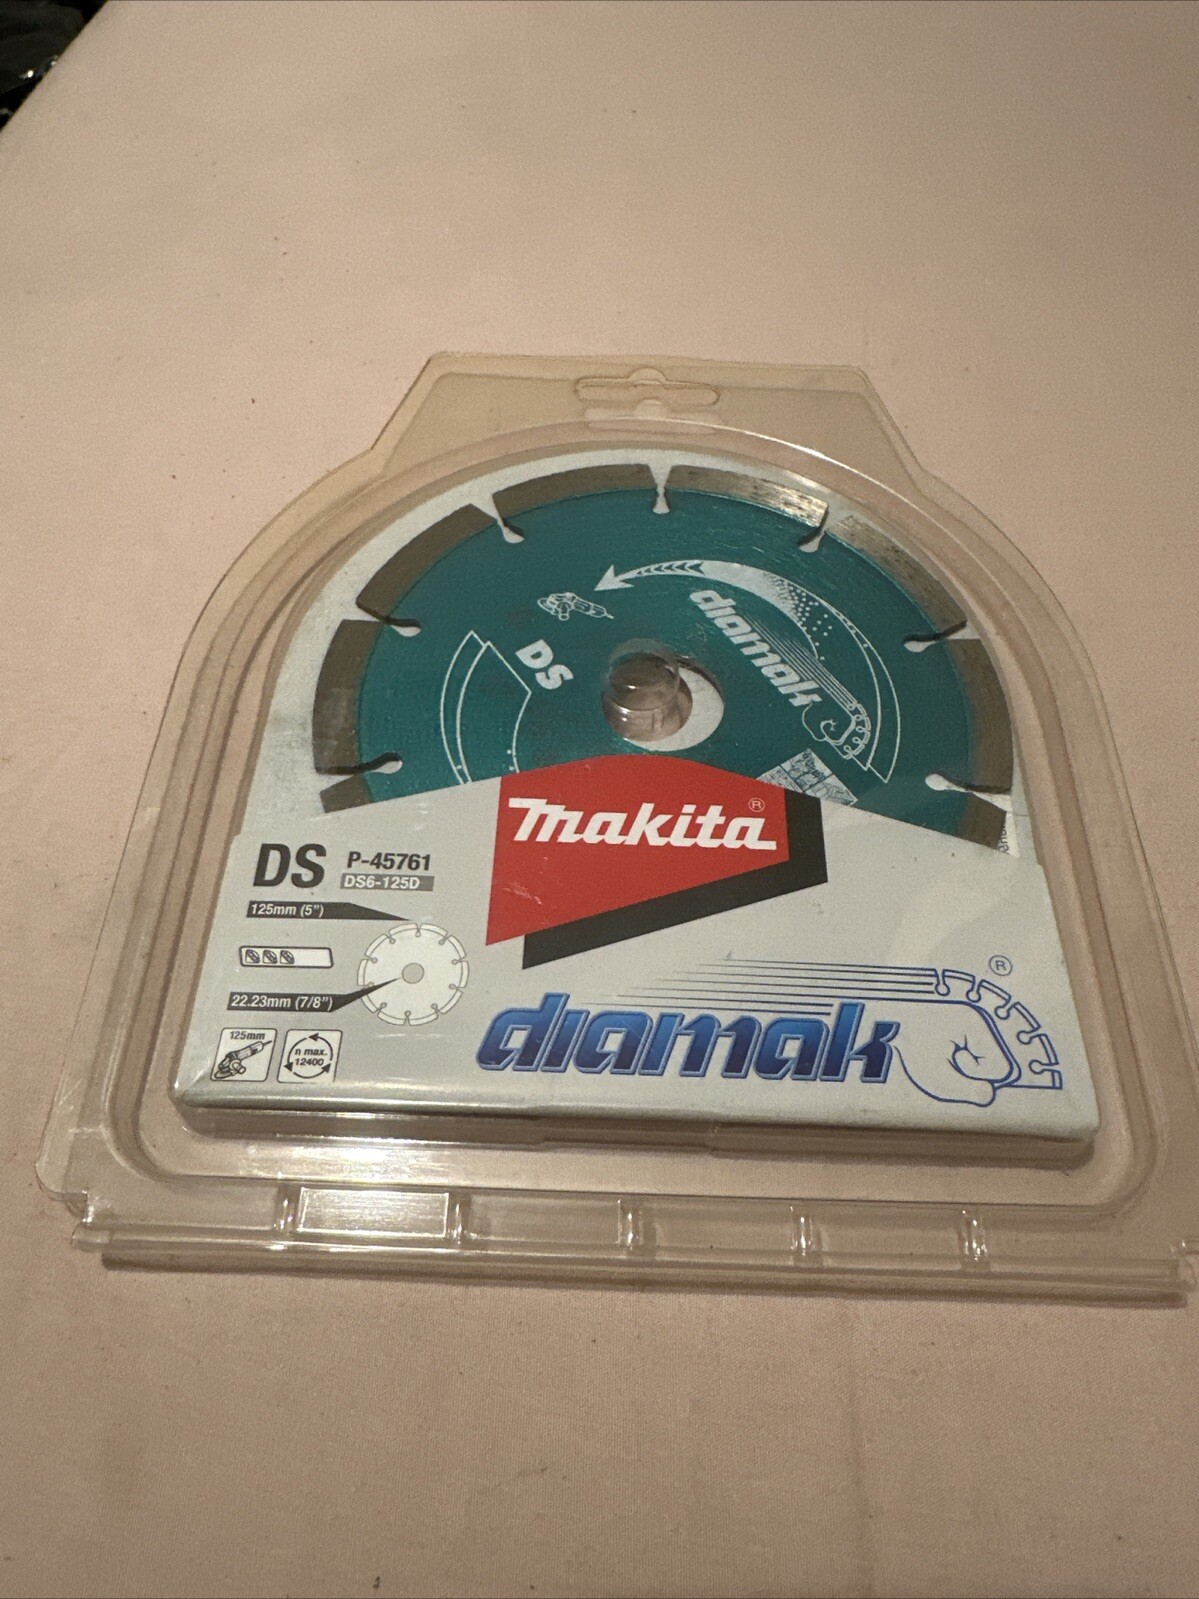 diamak
DS
makita®
DS P-45761
DS6-125D
125mm (5")
22.23mm (7/8")
125mm
n max.
12400
diamak®